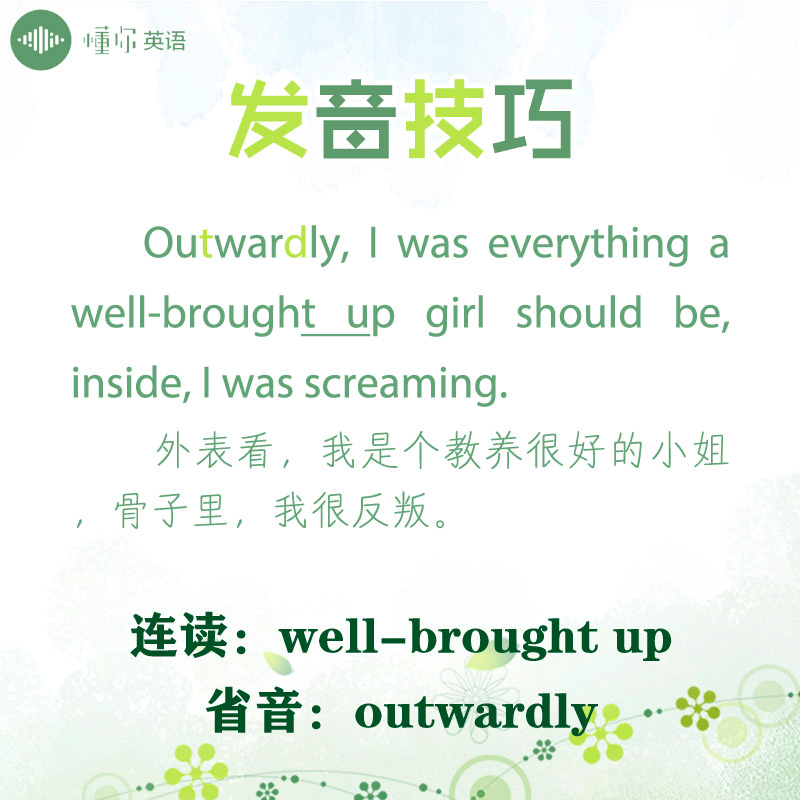 懂你英语
发音技巧
Outwardly, I was everything a
well-brought up girl should be,
inside, I was screaming.
外表看，我是个教养很好的小姐
，骨子里，我很反叛。
连读：well-brought up
省音：outwardly